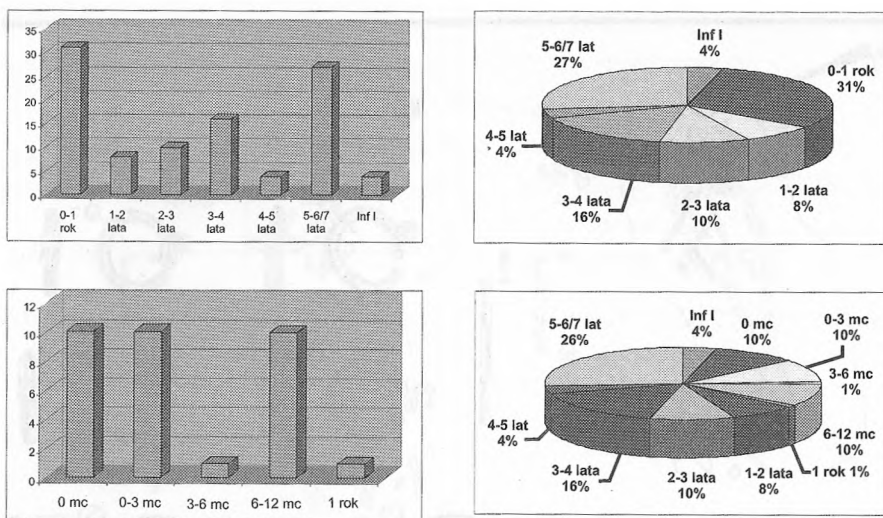 35
30
25
20
15
10
5
0
0-1 rok
1-2 lata
2-3 lata
3-4 lata
4-5 lata
5-6/7 lata
Inf I
Inf I
4%
0-1 rok
31%
1-2 lata
8%
2-3 lata
10%
3-4 lata
16%
4-5 lat
4%
5-6/7 lat
27%
12
10
8
6
4
2
0
0 mc
0-3 mc
3-6 mc
6-12 mc
1 rok
Inf I
4%
0 mc
10%
0-3 mc
10%
3-6 mc
1%
6-12 mc
10%
1 rok 1%
1-2 lata
8%
2-3 lata
10%
3-4 lata
16%
4-5 lat
4%
5-6/7 lat
26%